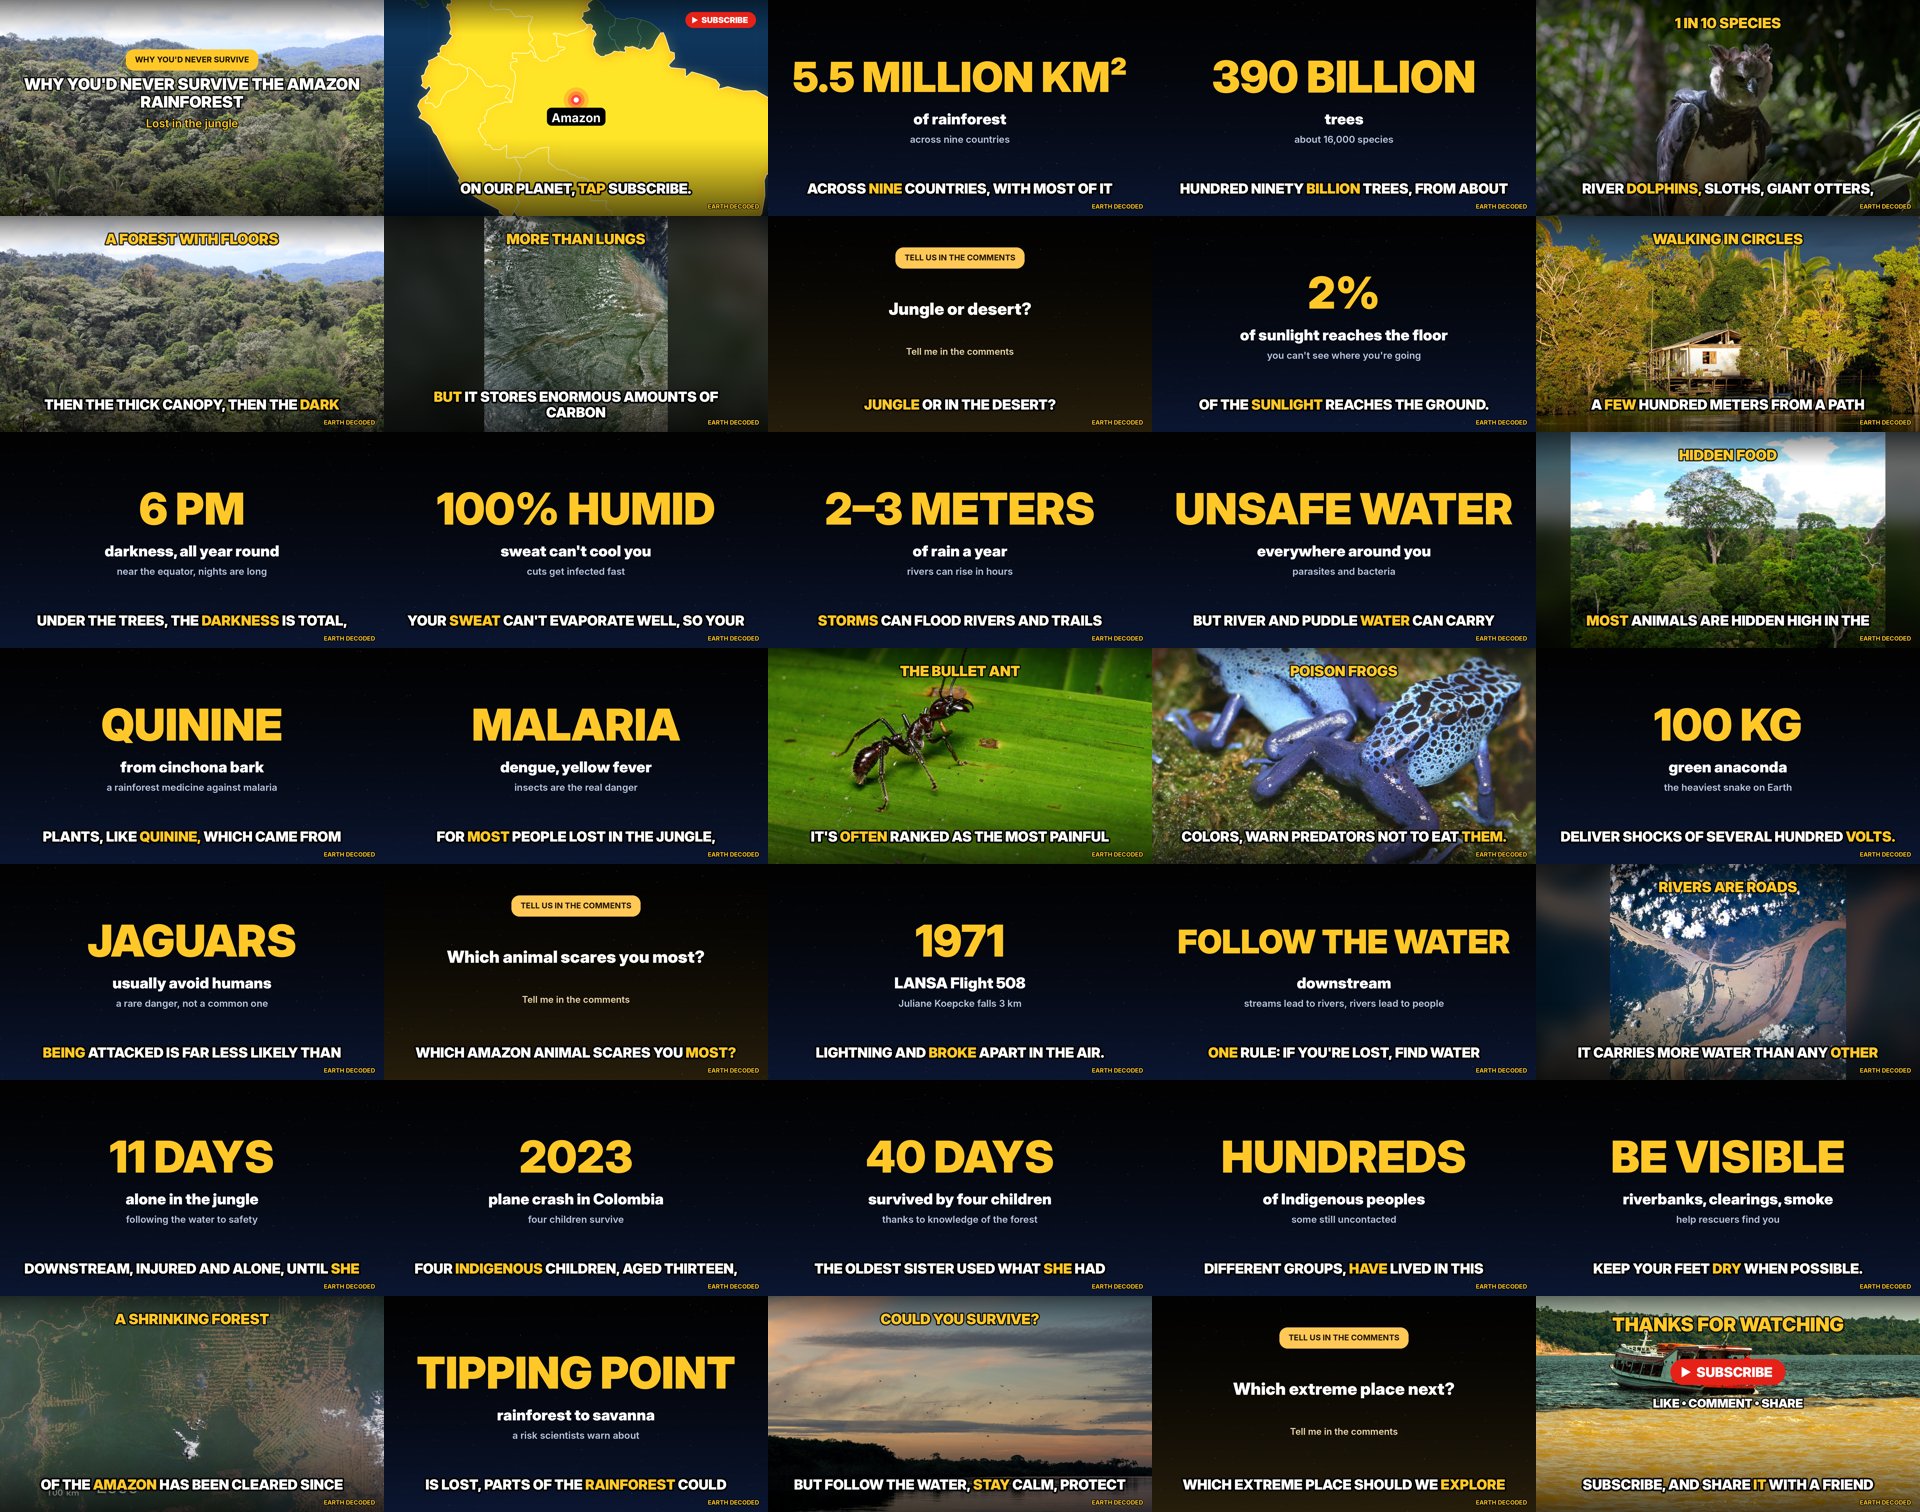 WHY YOU'D NEVER SURVIVE
WHY YOU'D NEVER SURVIVE THE AMAZON
RAINFOREST
Lost in the jungle
SUBSCRIBE
Amazon
ON OUR PLANET, TAP SUBSCRIBE.
EARTH DECODED
5.5 MILLION KM²
of rainforest
across nine countries
ACROSS NINE COUNTRIES, WITH MOST OF IT
EARTH DECODED
390 BILLION
trees
about 16,000 species
HUNDRED NINETY BILLION TREES, FROM ABOUT
EARTH DECODED
1 IN 10 SPECIES
RIVER DOLPHINS, SLOTHS, GIANT OTTERS,
EARTH DECODED
A FOREST WITH FLOORS
THEN THE THICK CANOPY, THEN THE DARK
EARTH DECODED
MORE THAN LUNGS
BUT IT STORES ENORMOUS AMOUNTS OF
CARBON
EARTH DECODED
TELL US IN THE COMMENTS
Jungle or desert?
Tell me in the comments
JUNGLE OR IN THE DESERT?
EARTH DECODED
2%
of sunlight reaches the floor
you can't see where you're going
OF THE SUNLIGHT REACHES THE GROUND.
EARTH DECODED
WALKING IN CIRCLES
A FEW HUNDRED METERS FROM A PATH
EARTH DECODED
6 PM
darkness, all year round
near the equator, nights are long
UNDER THE TREES, THE DARKNESS IS TOTAL,
EARTH DECODED
100% HUMID
sweat can't cool you
cuts get infected fast
YOUR SWEAT CAN'T EVAPORATE WELL, SO YOUR
EARTH DECODED
2–3 METERS
of rain a year
rivers can rise in hours
STORMS CAN FLOOD RIVERS AND TRAILS
EARTH DECODED
UNSAFE WATER
everywhere around you
parasites and bacteria
BUT RIVER AND PUDDLE WATER CAN CARRY
EARTH DECODED
HIDDEN FOOD
MOST ANIMALS ARE HIDDEN HIGH IN THE
EARTH DECODED
QUININE
from cinchona bark
a rainforest medicine against malaria
PLANTS, LIKE QUININE, WHICH CAME FROM
EARTH DECODED
MALARIA
dengue, yellow fever
insects are the real danger
FOR MOST PEOPLE LOST IN THE JUNGLE,
EARTH DECODED
THE BULLET ANT
IT'S OFTEN RANKED AS THE MOST PAINFUL
EARTH DECODED
POISON FROGS
COLORS, WARN PREDATORS NOT TO EAT THEM.
EARTH DECODED
100 KG
green anaconda
the heaviest snake on Earth
DELIVER SHOCKS OF SEVERAL HUNDRED VOLTS.
EARTH DECODED
JAGUARS
usually avoid humans
a rare danger, not a common one
BEING ATTACKED IS FAR LESS LIKELY THAN
EARTH DECODED
TELL US IN THE COMMENTS
Which animal scares you most?
Tell me in the comments
WHICH AMAZON ANIMAL SCARES YOU MOST?
EARTH DECODED
1971
LANSA Flight 508
Juliane Koepcke falls 3 km
LIGHTNING AND BROKE APART IN THE AIR.
EARTH DECODED
FOLLOW THE WATER
downstream
streams lead to rivers, rivers lead to people
ONE RULE: IF YOU'RE LOST, FIND WATER
EARTH DECODED
RIVERS ARE ROADS
IT CARRIES MORE WATER THAN ANY OTHER
EARTH DECODED
11 DAYS
alone in the jungle
following the water to safety
DOWNSTREAM, INJURED AND ALONE, UNTIL SHE
EARTH DECODED
2023
plane crash in Colombia
four children survive
FOUR INDIGENOUS CHILDREN, AGED THIRTEEN,
EARTH DECODED
40 DAYS
survived by four children
thanks to knowledge of the forest
THE OLDEST SISTER USED WHAT SHE HAD
EARTH DECODED
HUNDREDS
of Indigenous peoples
some still uncontacted
DIFFERENT GROUPS, HAVE LIVED IN THIS
EARTH DECODED
BE VISIBLE
riverbanks, clearings, smoke
help rescuers find you
KEEP YOUR FEET DRY WHEN POSSIBLE.
EARTH DECODED
A SHRINKING FOREST
OF THE AMAZON HAS BEEN CLEARED SINCE
100 km
EARTH DECODED
TIPPING POINT
rainforest to savanna
a risk scientists warn about
IS LOST, PARTS OF THE RAINFOREST COULD
EARTH DECODED
COULD YOU SURVIVE?
BUT FOLLOW THE WATER, STAY CALM, PROTECT
EARTH DECODED
TELL US IN THE COMMENTS
Which extreme place next?
Tell me in the comments
WHICH EXTREME PLACE SHOULD WE EXPLORE
EARTH DECODED
THANKS FOR WATCHING
SUBSCRIBE
LIKE • COMMENT • SHARE
SUBSCRIBE, AND SHARE IT WITH A FRIEND
EARTH DECODED